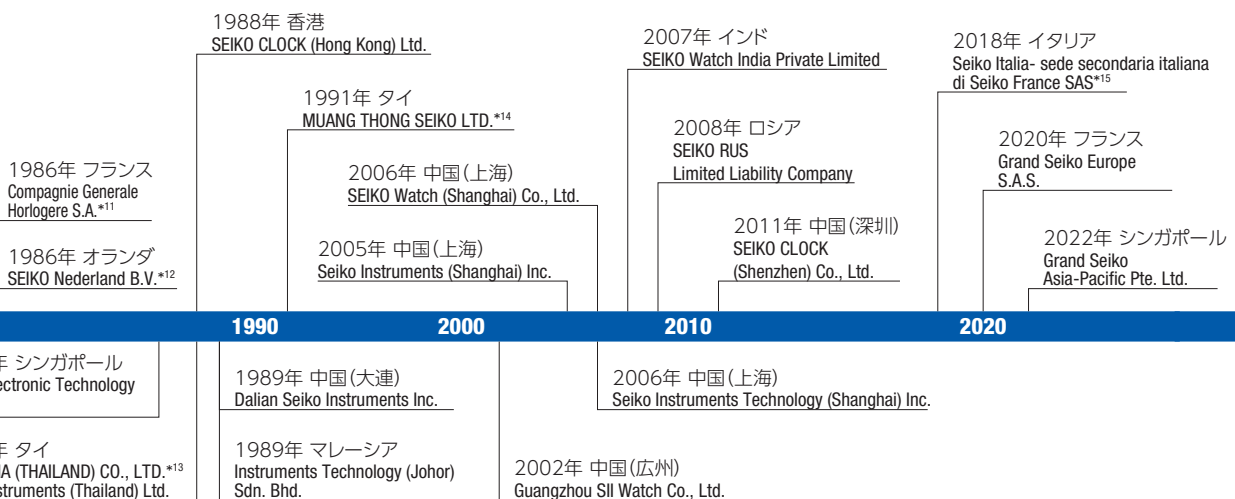 1988年 香港
SEIKO CLOCK (Hong Kong) Ltd.
1991年 タイ
MUANG THONG SEIKO LTD.*14
1986年 フランス
Compagnie Generale
Horlogere S.A.*11
1986年 オランダ
SEIKO Nederland B.V.*12
2006年 中国(上海)
SEIKO Watch (Shanghai) Co., Ltd.
2005年 中国(上海)
Seiko Instruments (Shanghai) Inc.
2007年 インド
SEIKO Watch India Private Limited
2008年 ロシア
SEIKO RUS
Limited Liability Company
2011年 中国(深圳)
SEIKO CLOCK
(Shenzhen) Co., Ltd.
2018年 イタリア
Seiko Italia- sede secondaria italiana
di Seiko France SAS*15
2020年 フランス
Grand Seiko Europe
S.A.S.
2022年 シンガポール
Grand Seiko
Asia-Pacific Pte. Ltd.
1990 2000 2010 2020
シンガポール
Technology
タイ
(THAILAND) CO., LTD.*13
(Thailand) Ltd.
1989年 中国(大連)
Dalian Seiko Instruments Inc.
1989年 マレーシア
Instruments Technology (Johor)
Sdn. Bhd.
2002年 中国(広州)
Guangzhou SII Watch Co., Ltd.
2006年 中国(上海)
Seiko Instruments Technology (Shanghai) Inc.